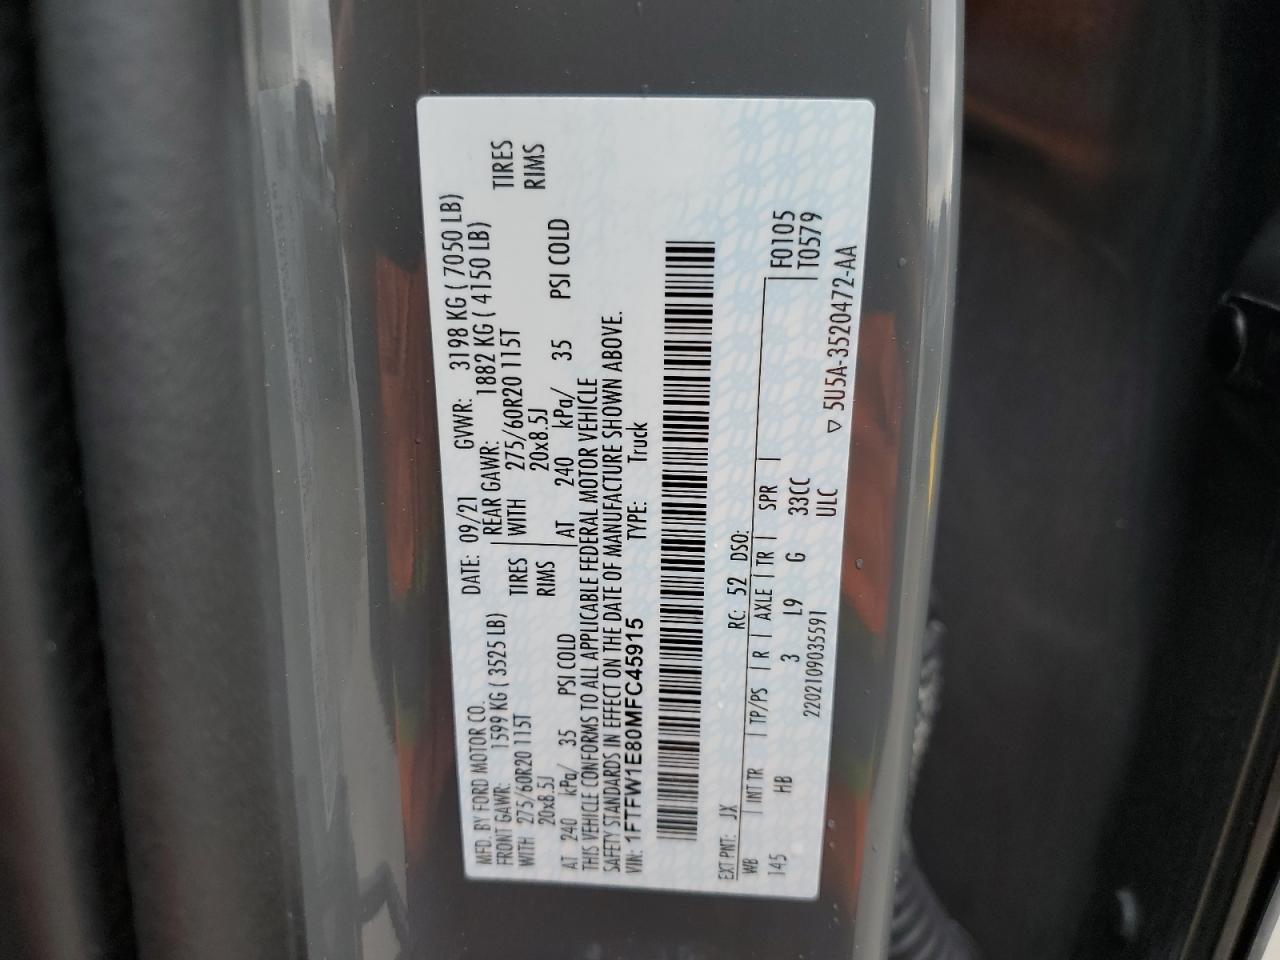 MFD. BY FORD MOTOR CO.
DATE: 09/21 GVWR: 3198 KG ( 7050 LB)
FRONT GAWR: 1599 KG ( 3525 LB) REAR GAWR: 1882 KG ( 4150 LB)
WITH 275/60R20 115T TIRES WITH 275/60R20 115T TIRES
20x8.5J RIMS 20x8.5J RIMS
AT 240 kPa/ 35 PSI COLD AT 240 kPa/ 35 PSI COLD
THIS VEHICLE CONFORMS TO ALL APPLICABLE FEDERAL MOTOR VEHICLE
SAFETY STANDARDS IN EFFECT ON THE DATE OF MANUFACTURE SHOWN ABOVE.
VIN: 1FTFW1E80MFC45915 TYPE: Truck
EXT PNT: JX RC: 52 DSO:
WB INT TR TP/PS R AXLE TR SPR F0105
145 HB 3 L9 G 33CC T0579
2202109035591 ULC 5U5A-3520472-AA